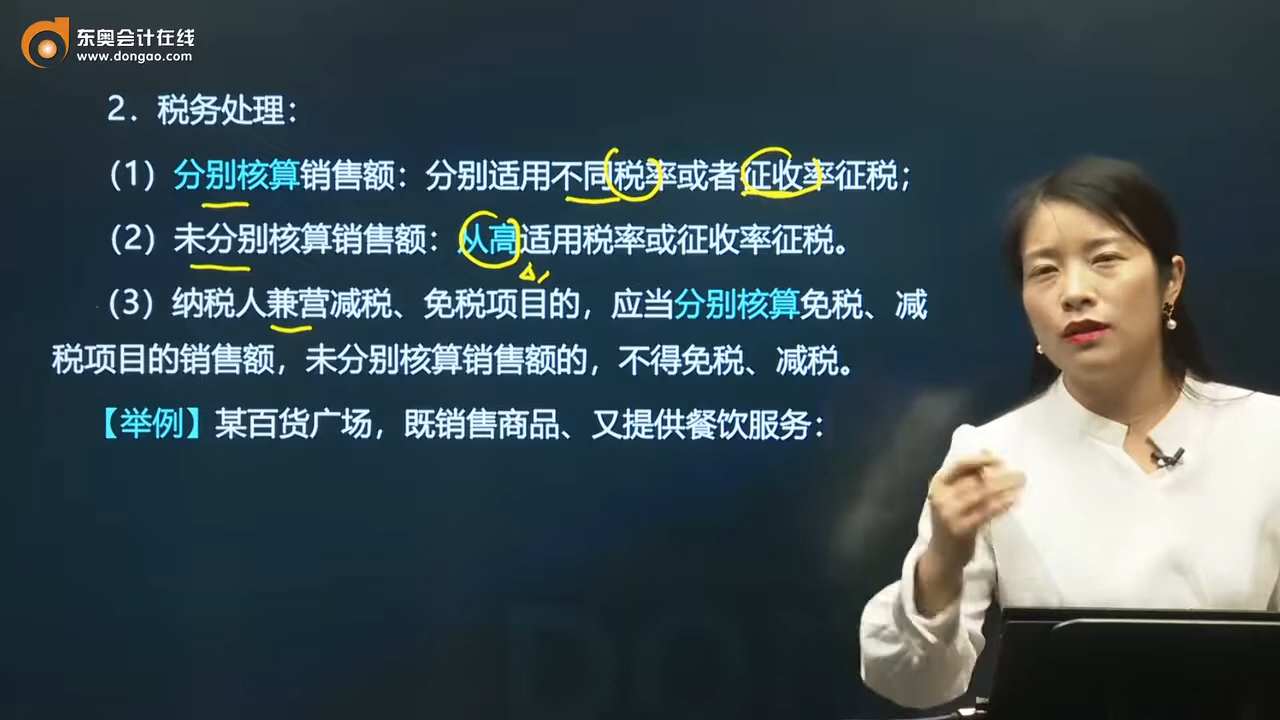 东奥会计在线
www.dongao.com
2．税务处理：
（1）分别核算销售额：分别适用不同税率或者征收率征税；
（2）未分别核算销售额：从高适用税率或征收率征税。
（3）纳税人兼营减税、免税项目的，应当分别核算免税、减
税项目的销售额，未分别核算销售额的，不得免税、减税。
【举例】某百货广场，既销售商品、又提供餐饮服务：